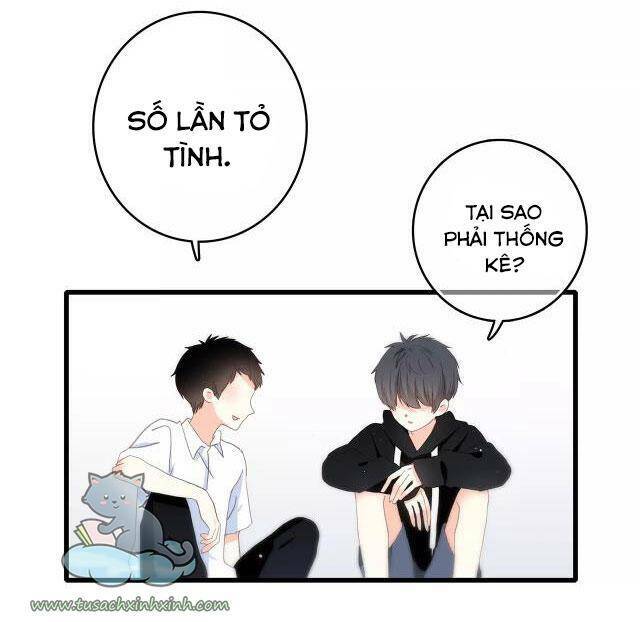 SỐ LẦN TỎ
TÌNH.
TẠI SAO
PHẢI THỐNG
KÊ?
www.tusachxinhxinh.com